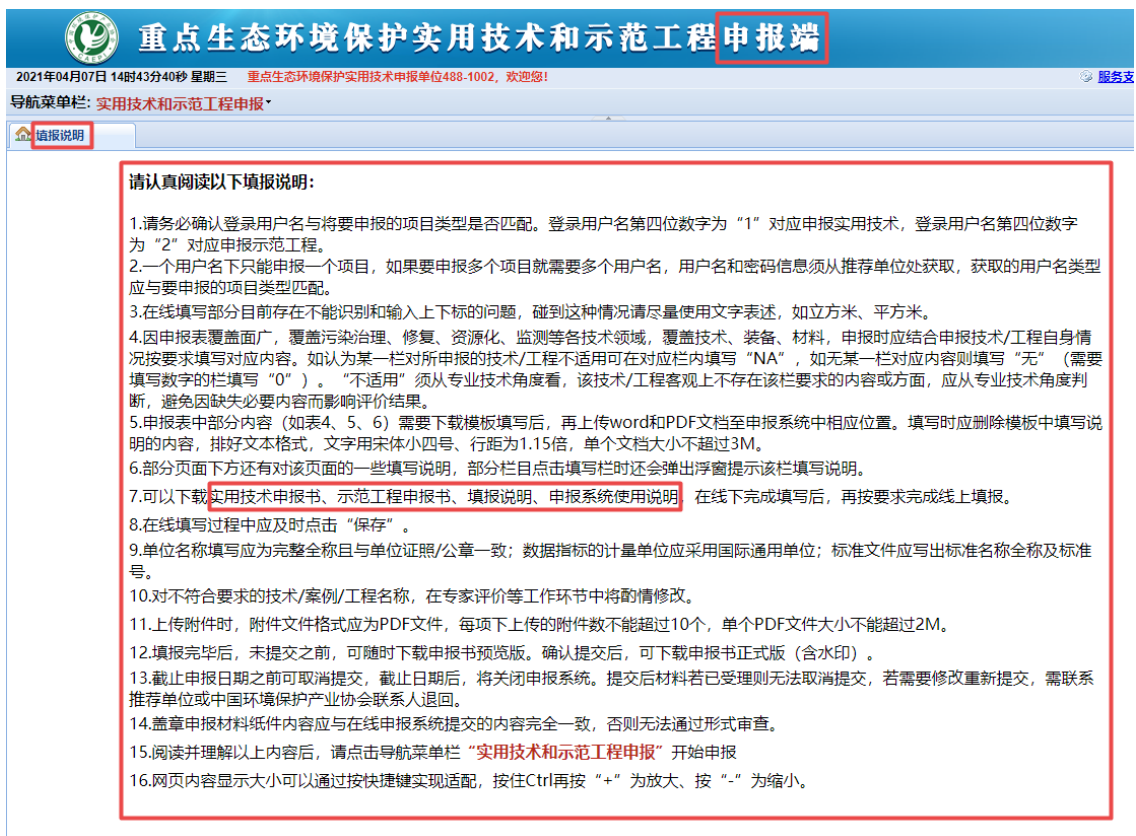 重点生态环境保护实用技术和示范工程申报端
2021年04月07日 14时43分40秒 星期三 重点生态环境保护实用技术申报单位488-1002，欢迎您! 服务支
导航菜单栏: 实用技术和示范工程申报
填报说明
请认真阅读以下填报说明：
1.请务必确认登录用户名与将要申报的项目类型是否匹配。登录用户名第四位数字为“1”对应申报实用技术，登录用户名第四位数字
为“2”对应申报示范工程。
2.一个用户名下只能申报一个项目，如果要申报多个项目就需要多个用户名，用户名和密码信息须从推荐单位处获取，获取的用户名类型
应与要申报的项目类型匹配。
3.在线填写部分目前存在不能识别和输入上下标的问题，碰到这种情况请尽量使用文字表述，如立方米、平方米。
4.因申报表覆盖面广，覆盖污染治理、修复、资源化、监测等各技术领域，覆盖技术、装备、材料，申报时应结合申报技术/工程自身情
况按要求填写对应内容。如认为某一栏对所申报的技术/工程不适用可在对应栏内填写“NA”，如无某一栏对应内容则填写“无”（需要
填写数字的栏填写“0”）。“不适用”须从专业技术角度看，该技术/工程客观上不存在该栏要求的内容或方面，应从专业技术角度判
断，避免因缺失必要内容而影响评价结果。
5.申报表中部分内容（如表4、5、6）需要下载模板填写后，再上传word和PDF文档至申报系统中相应位置。填写时应删除模板中填写说
明的内容，排好文本格式，文字用宋体小四号、行距为1.15倍，单个文档大小不超过3M。
6.部分页面下方还有对该页面的一些填写说明，部分栏目点击填写栏时还会弹出浮窗提示该栏填写说明。
7.可以下载实用技术申报书、示范工程申报书、填报说明、申报系统使用说明，在线下完成填写后，再按要求完成线上填报。
8.在线填写过程中应及时点击“保存”。
9.单位名称填写应为完整全称且与单位证照/公章一致；数据指标的计量单位应采用国际通用单位；标准文件应写出标准名称全称及标准
号。
10.对不符合要求的技术/案例/工程名称，在专家评价等工作环节中将酌情修改。
11.上传附件时，附件文件格式应为PDF文件，每项下上传的附件数不能超过10个，单个PDF文件大小不能超过2M。
12.填报完毕后，未提交之前，可随时下载申报书预览版。确认提交后，可下载申报书正式版（含水印）。
13.截止申报日期之前可取消提交，截止日期后，将关闭申报系统。提交后材料若已受理则无法取消提交，若需要修改重新提交，需联系
推荐单位或中国环境保护产业协会联系人退回。
14.盖章申报材料纸件内容应与在线申报系统提交的内容完全一致，否则无法通过形式审查。
15.阅读并理解以上内容后，请点击导航菜单栏“实用技术和示范工程申报”开始申报
16.网页内容显示大小可以通过按快捷键实现适配，按住Ctrl再按“+”为放大、按“-”为缩小。